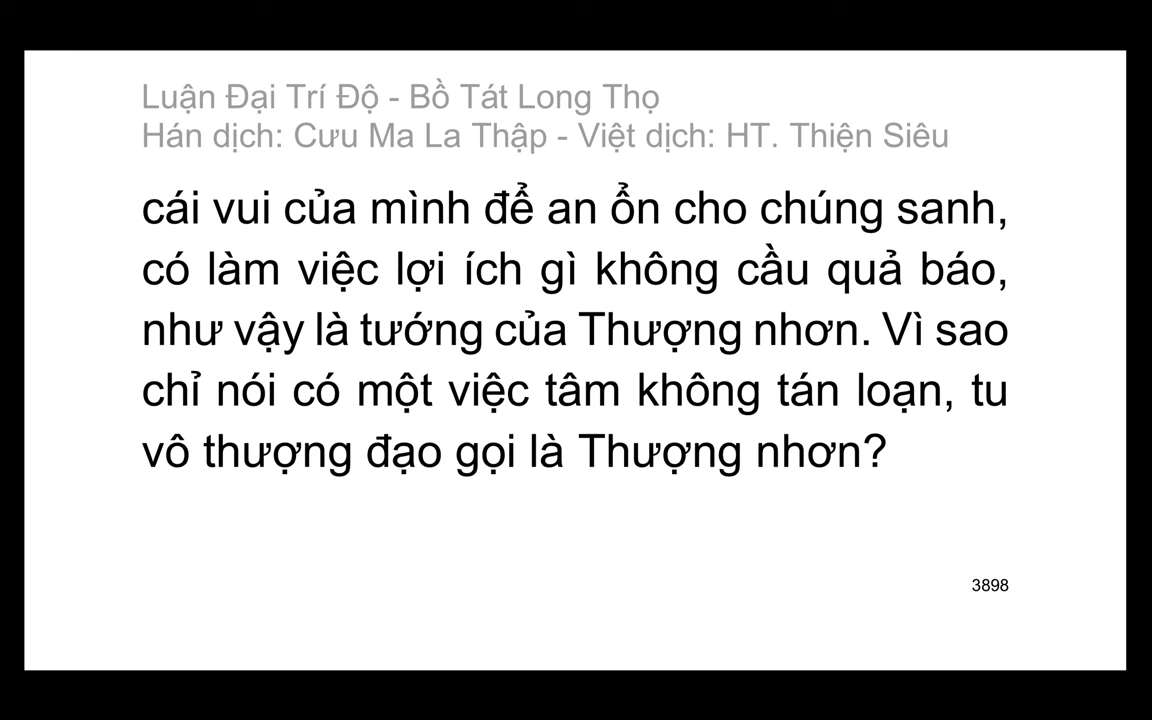 Luận Đại Trí Độ - Bồ Tát Long Thọ
Hán dịch: Cưu Ma La Thập - Việt dịch: HT. Thiện Siêu
cái vui của mình để an ổn cho chúng sanh,
có làm việc lợi ích gì không cầu quả báo,
như vậy là tướng của Thượng nhơn. Vì sao
chỉ nói có một việc tâm không tán loạn, tu
vô thượng đạo gọi là Thượng nhơn?
3898